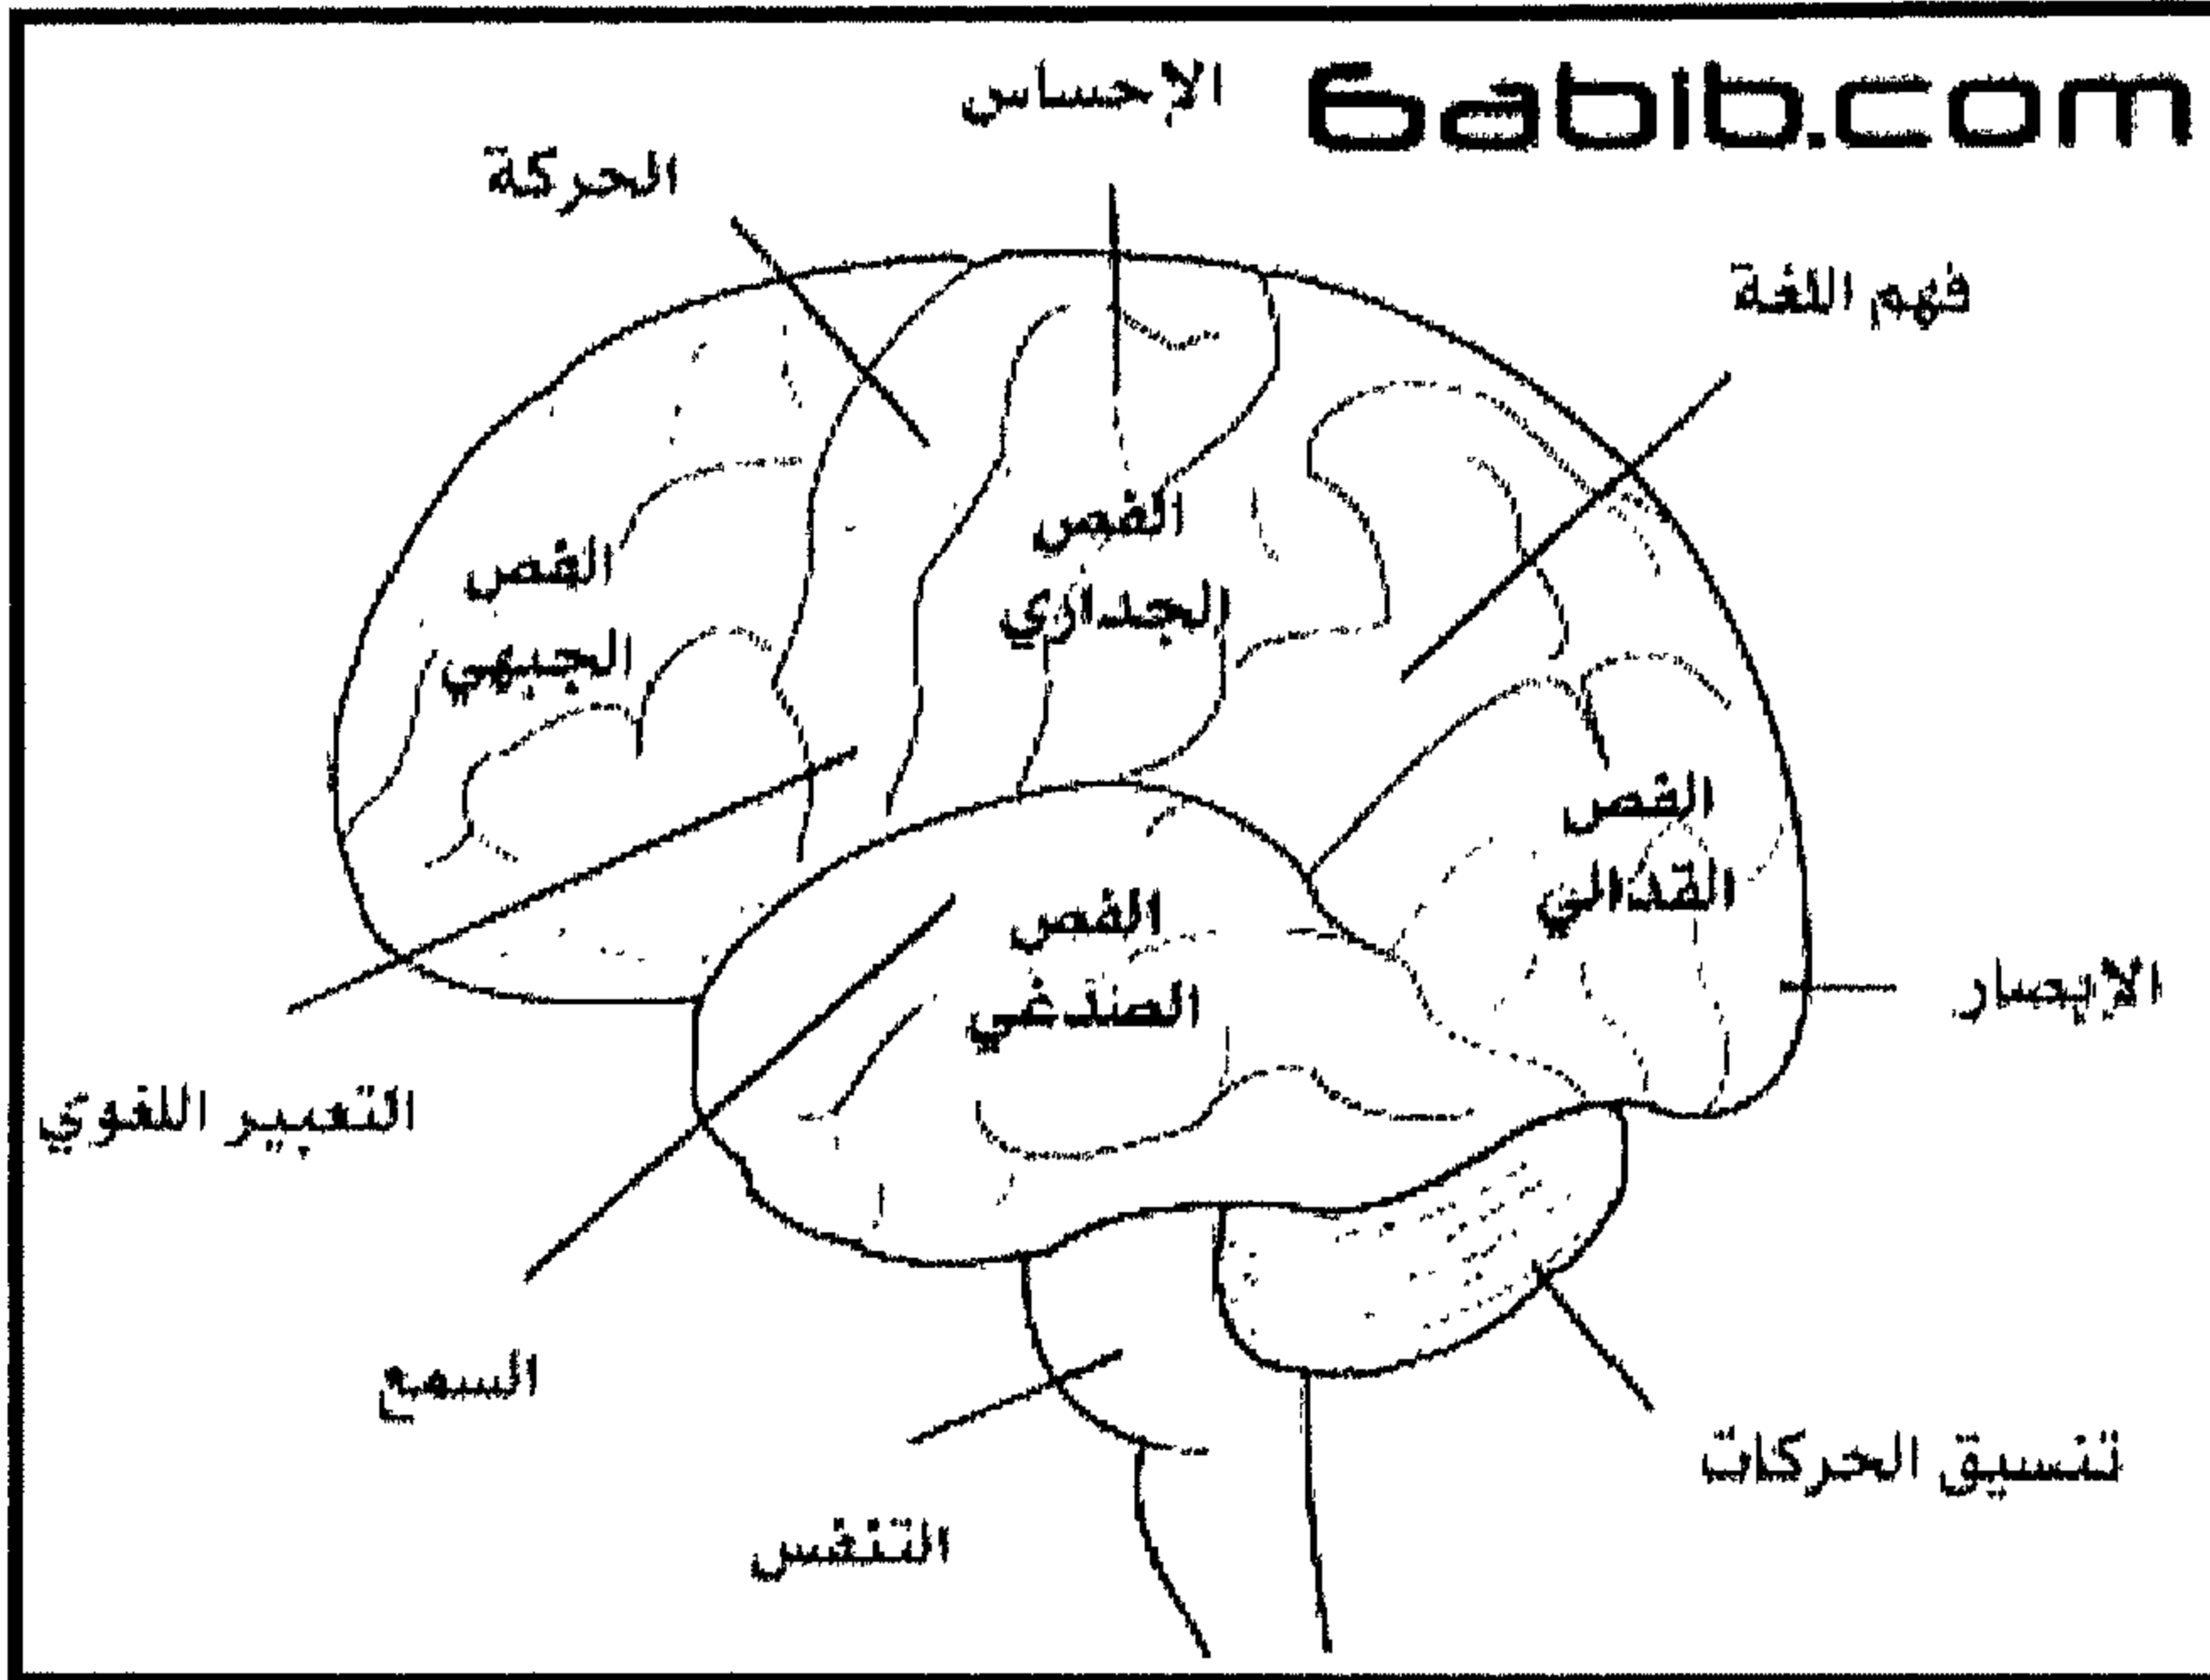 الإحساس
6abib.com
الحركة
فهم اللغة
الفص
الجداري
الفص
الجبهي
الفص
القذالي
الفص
الصدغي
الإبصار
التعبير اللغوي
السمع
تنسيق الحركات
التنفس